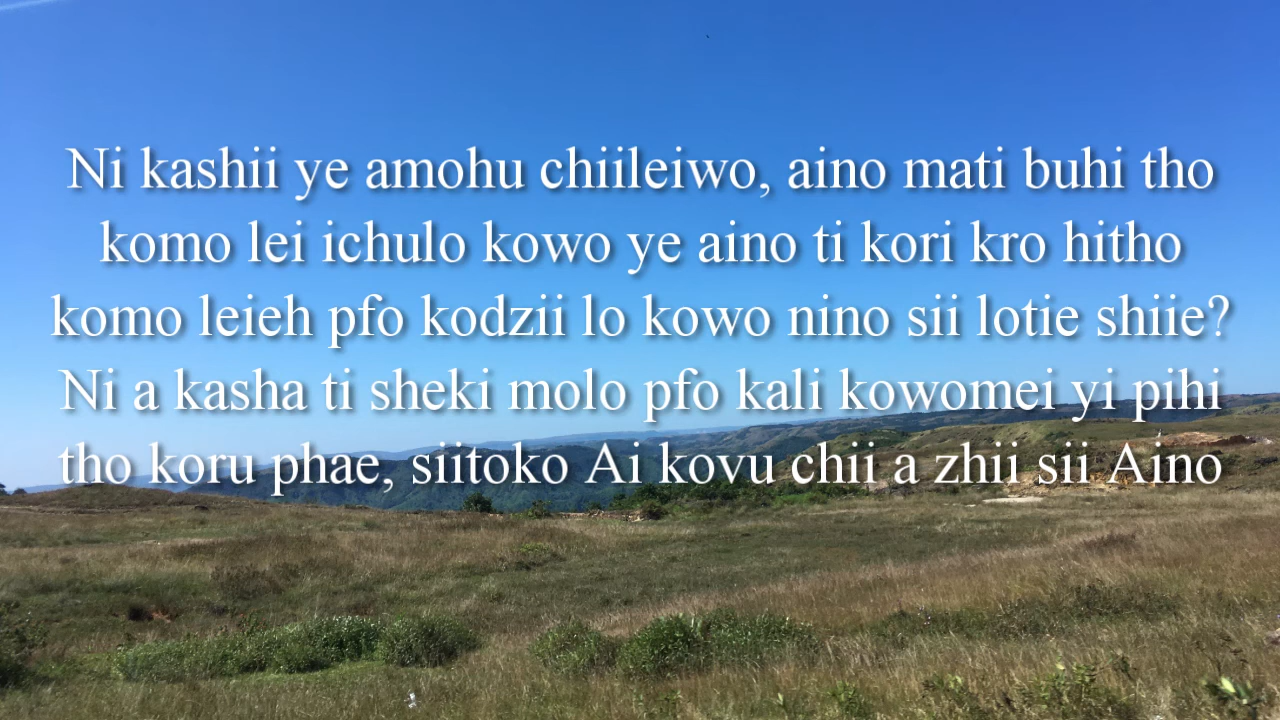 Ni kashii ye amohu chiileiwo, aino mati buhi tho
komo lei ichulo kowo ye aino ti kori kro hitho
komo leieh pfo kodzii lo kowo nino sii lotie shiie?
Ni a kasha ti sheki molo pfo kali kowomei yi pihi
tho koru phae, siitoko Ai kovu chii a zhii sii Aino